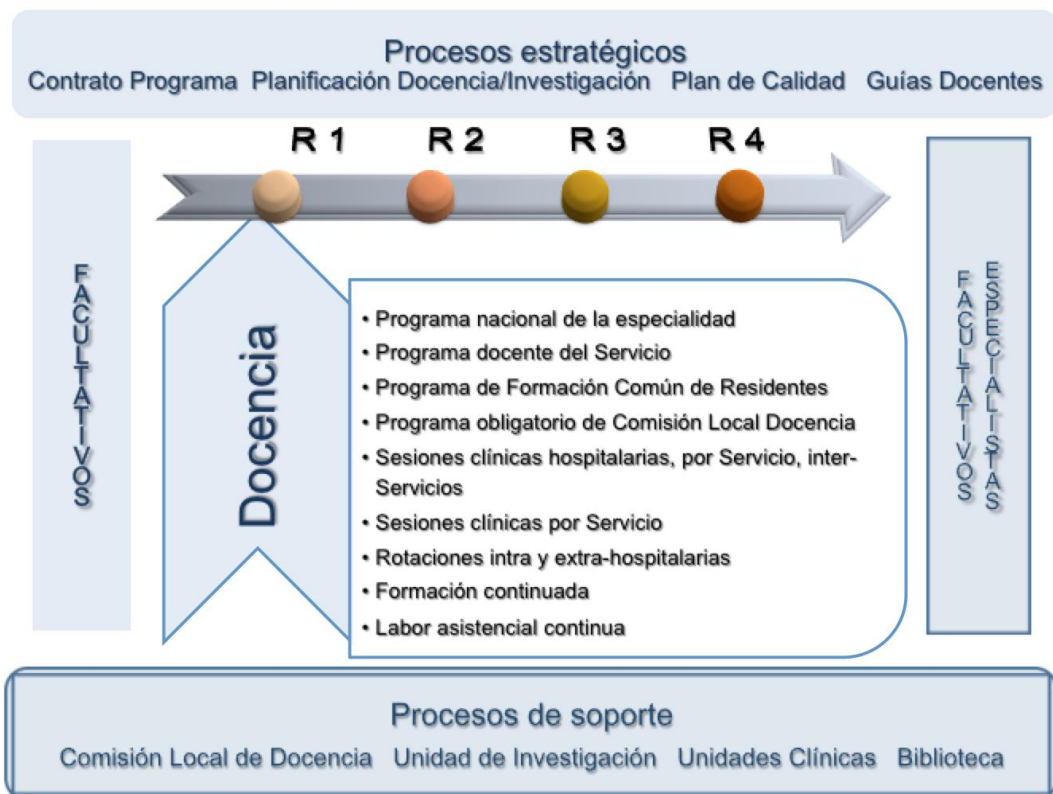 Procesos estratégicos
Contrato Programa Planificación Docencia/Investigación Plan de Calidad Guías Docentes
R 1 R 2 R 3 R 4
FACULTATIVOS
Docencia
• Programa nacional de la especialidad
• Programa docente del Servicio
• Programa de Formación Común de Residentes
• Programa obligatorio de Comisión Local Docencia
• Sesiones clínicas hospitalarias, por Servicio, inter-
Servicios
• Sesiones clínicas por Servicio
• Rotaciones intra y extra-hospitalarias
• Formación continuada
• Labor asistencial continua
FACULTATIVOS
ESPECIALISTAS
Procesos de soporte
Comisión Local de Docencia Unidad de Investigación Unidades Clínicas Biblioteca